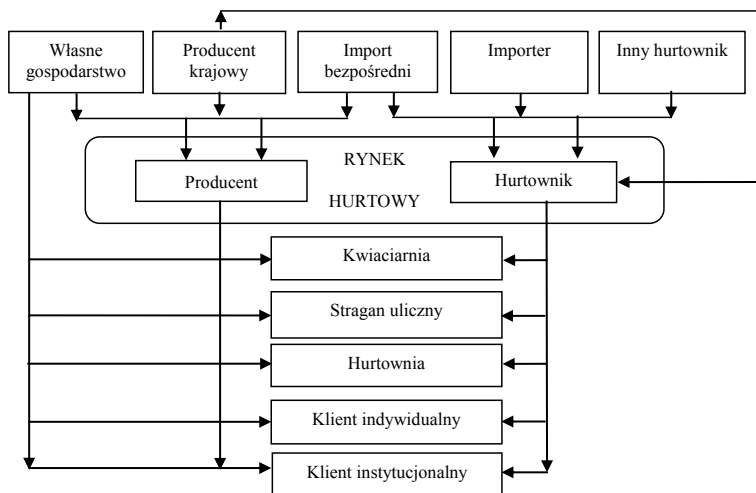 Własne
gospodarstwo
Producent
krajowy
Import
bezpośredni
Importer
Inny hurtownik
RYNEK
Producent
Hurtownik
HURTOWY
Kwiaciarnia
Stragan uliczny
Hurtownia
Klient indywidualny
Klient instytucjonalny